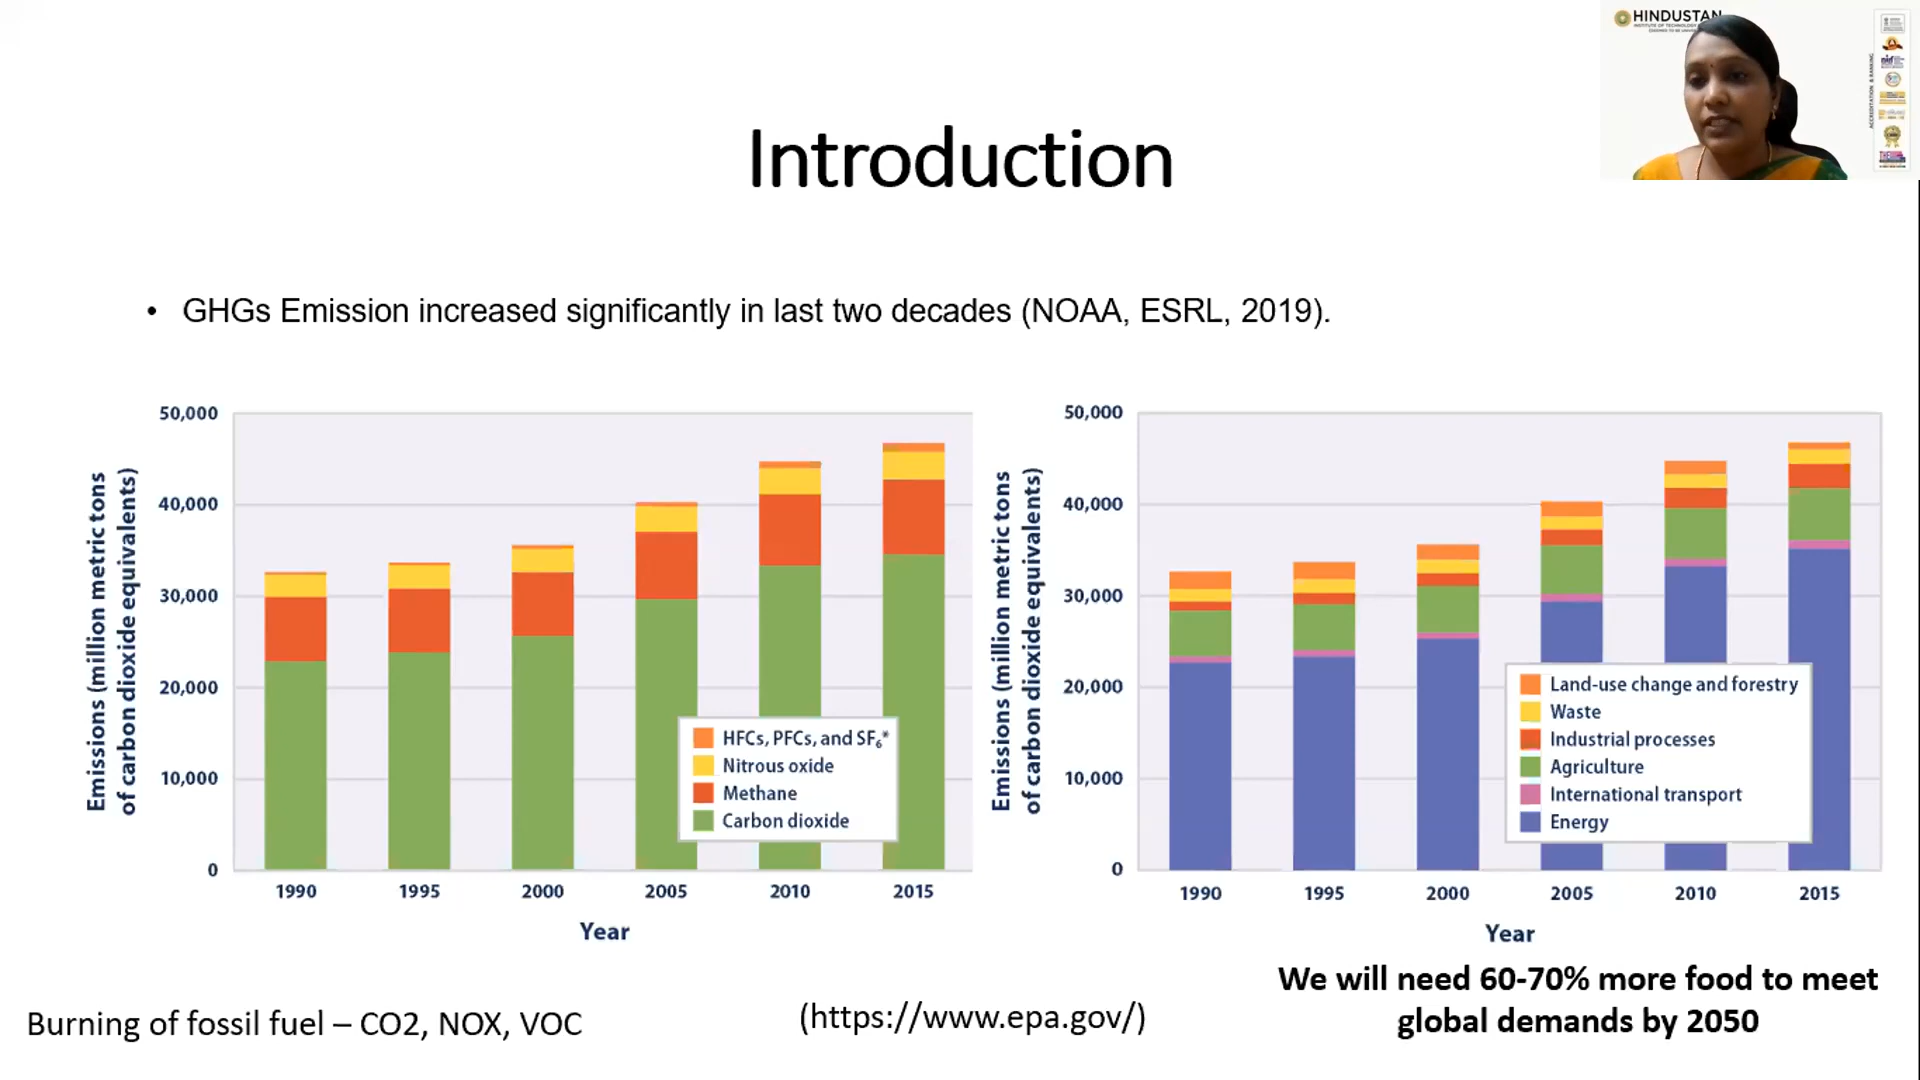 HINDUSTAN
ACCREDITATION & RANKING
Introduction
• GHGs Emission increased significantly in last two decades (NOAA, ESRL, 2019).
Emissions (million metric tons
of carbon dioxide equivalents)
50,000
40,000
30,000
20,000
10,000
0
HFCs, PFCs, and SF₆*
Nitrous oxide
Methane
Carbon dioxide
1990 1995 2000 2005 2010 2015
Year
Emissions (million metric tons
of carbon dioxide equivalents)
50,000
40,000
30,000
20,000
10,000
0
Land-use change and forestry
Waste
Industrial processes
Agriculture
International transport
Energy
1990 1995 2000 2005 2010 2015
Year
Burning of fossil fuel – CO2, NOX, VOC
(https://www.epa.gov/)
We will need 60-70% more food to meet
global demands by 2050